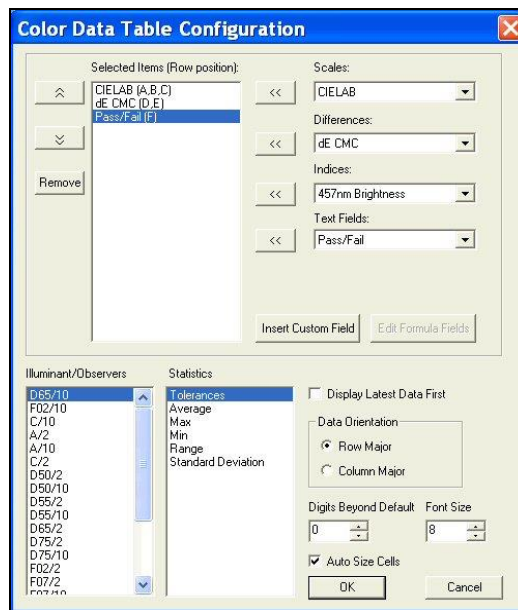 Color Data Table Configuration
Selected Items (Row position):
CIELAB (A,B,C)
dE CMC (D,E)
Pass/Fail (F)
Remove
Scales:
<<
CIELAB
Differences:
<<
dE CMC
Indices:
<<
457nm Brightness
Text Fields:
<<
Pass/Fail
Insert Custom Field
Edit Formula Fields
Illuminant/Observers
D65/10
F02/10
C/10
A/2
A/10
C/2
D50/2
D50/10
D55/2
D55/10
D65/2
D75/2
D75/10
F02/2
F07/2
F07/10
Statistics
Tolerances
Average
Max
Min
Range
Standard Deviation
Display Latest Data First
Data Orientation
Row Major
Column Major
Digits Beyond Default
Font Size
0
8
Auto Size Cells
OK
Cancel